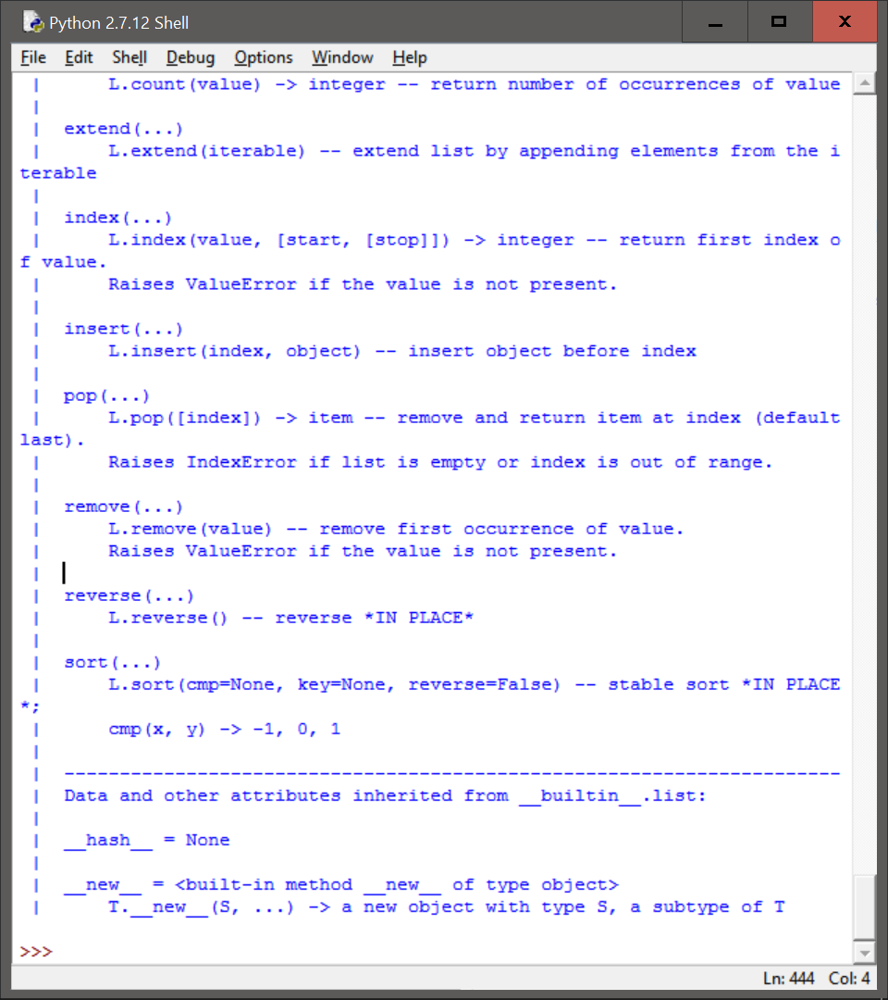 Python 2.7.12 Shell
File Edit Shell Debug Options Window Help
|      L.count(value) -> integer -- return number of occurrences of value
|
|  extend(...)
|      L.extend(iterable) -- extend list by appending elements from the i
terable
|
|  index(...)
|      L.index(value, [start, [stop]]) -> integer -- return first index o
f value.
|      Raises ValueError if the value is not present.
|
|  insert(...)
|      L.insert(index, object) -- insert object before index
|
|  pop(...)
|      L.pop([index]) -> item -- remove and return item at index (default
last).
|      Raises IndexError if list is empty or index is out of range.
|
|  remove(...)
|      L.remove(value) -- remove first occurrence of value.
|      Raises ValueError if the value is not present.
|
|  reverse(...)
|      L.reverse() -- reverse *IN PLACE*
|
|  sort(...)
|      L.sort(cmp=None, key=None, reverse=False) -- stable sort *IN PLACE
*;
|      cmp(x, y) -> -1, 0, 1
|
|  ----------------------------------------------------------------------
|  Data and other attributes inherited from __builtin__.list:
|
|  __hash__ = None
|
|  __new__ = <built-in method __new__ of type object>
|      T.__new__(S, ...) -> a new object with type S, a subtype of T
>>>
Ln: 444 Col: 4